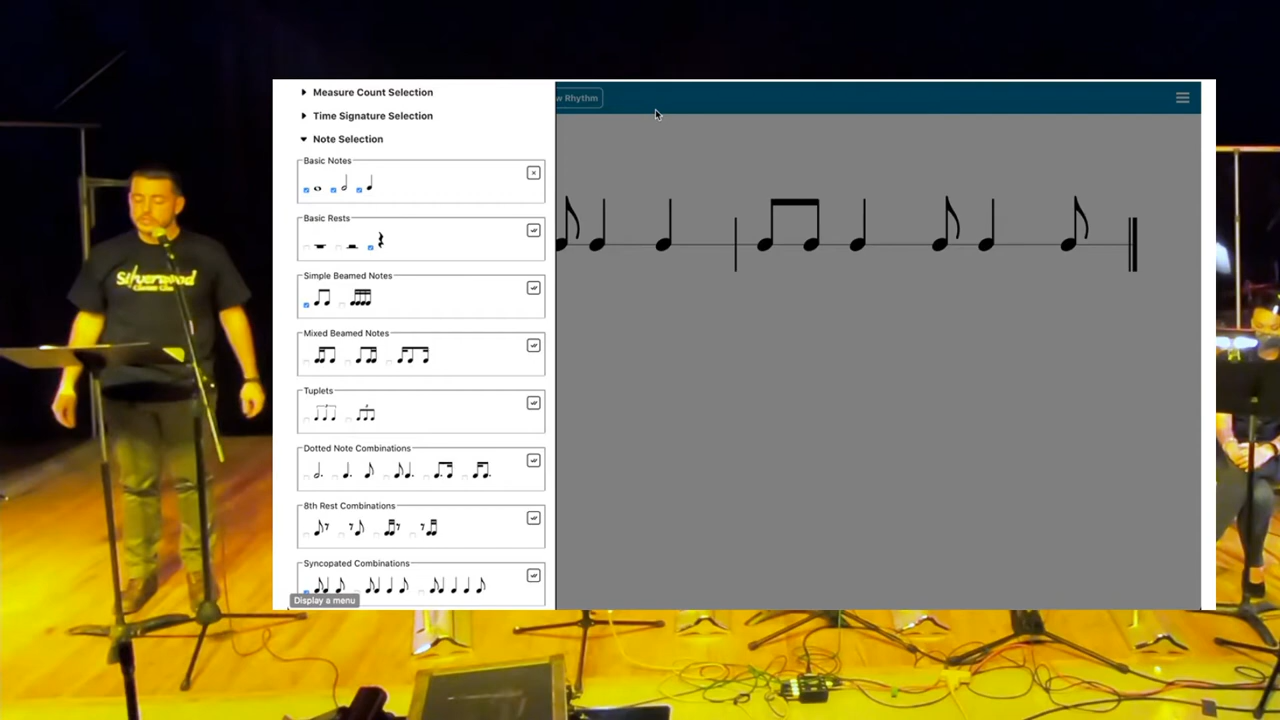 Measure Count Selection
Time Signature Selection
Note Selection
Basic Notes
Basic Rests
Simple Beamed Notes
Mixed Beamed Notes
Tuplets
Dotted Note Combinations
8th Rest Combinations
Syncopated Combinations
Display a menu
w Rhythm
Silverwood